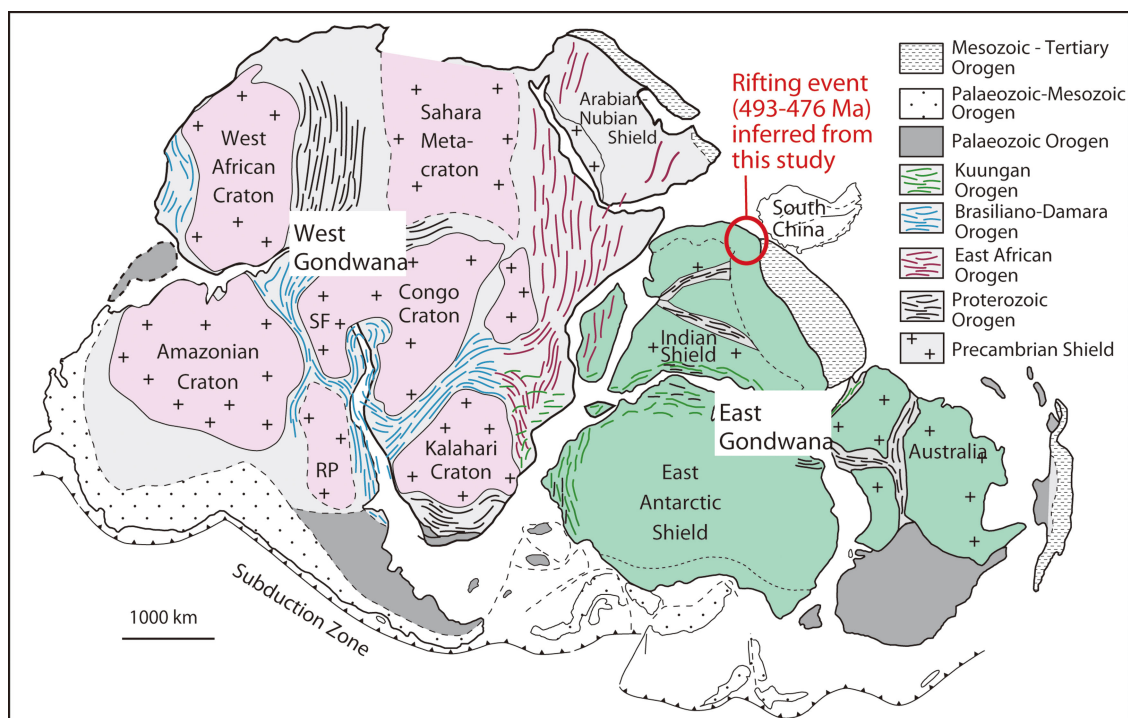 West
African
Craton
Sahara
Meta-
craton
Arabian
Nubian
Shield
Rifting event
(493-476 Ma)
inferred from
this study
South
China
West
Gondwana
Congo
Craton
SF
Amazonian
Craton
RP
Kalahari
Craton
Indian
Shield
East
Gondwana
Australia
East
Antarctic
Shield
Subduction Zone
1000 km
Mesozoic - Tertiary
Orogen
Palaeozoic-Mesozoic
Orogen
Palaeozoic Orogen
Kuungan
Orogen
Brasiliano-Damara
Orogen
East African
Orogen
Proterozoic
Orogen
Precambrian Shield